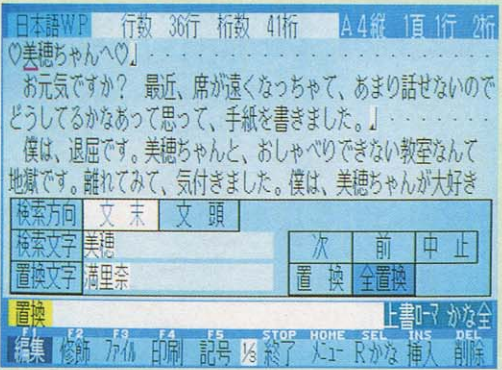 日本語WP 行数 36行 桁数 41桁 A4縦 1頁 1行 2桁
♡美穂ちゃんへ♡」
お元気ですか? 最近、席が遠くなっちゃて、あまり話せないので
どうしてるかなあって思って、手紙を書きました。」
僕は、退屈です。美穂ちゃんと、おしゃべりできない教室なんて
地獄です。離れてみて、気付きました。僕は、美穂ちゃんが大好き
検索方向 文末 文頭
検索文字 美穂 次 前 中止
置換文字 満里奈 置換 全置換
置換 上書ローマ かな全
F1 F2 F3 F4 F5 STOP HOME SEL INS DEL
編集 修飾 ファイル 印刷 記号 1/3 終了 メニュー Rかな 挿入 削除